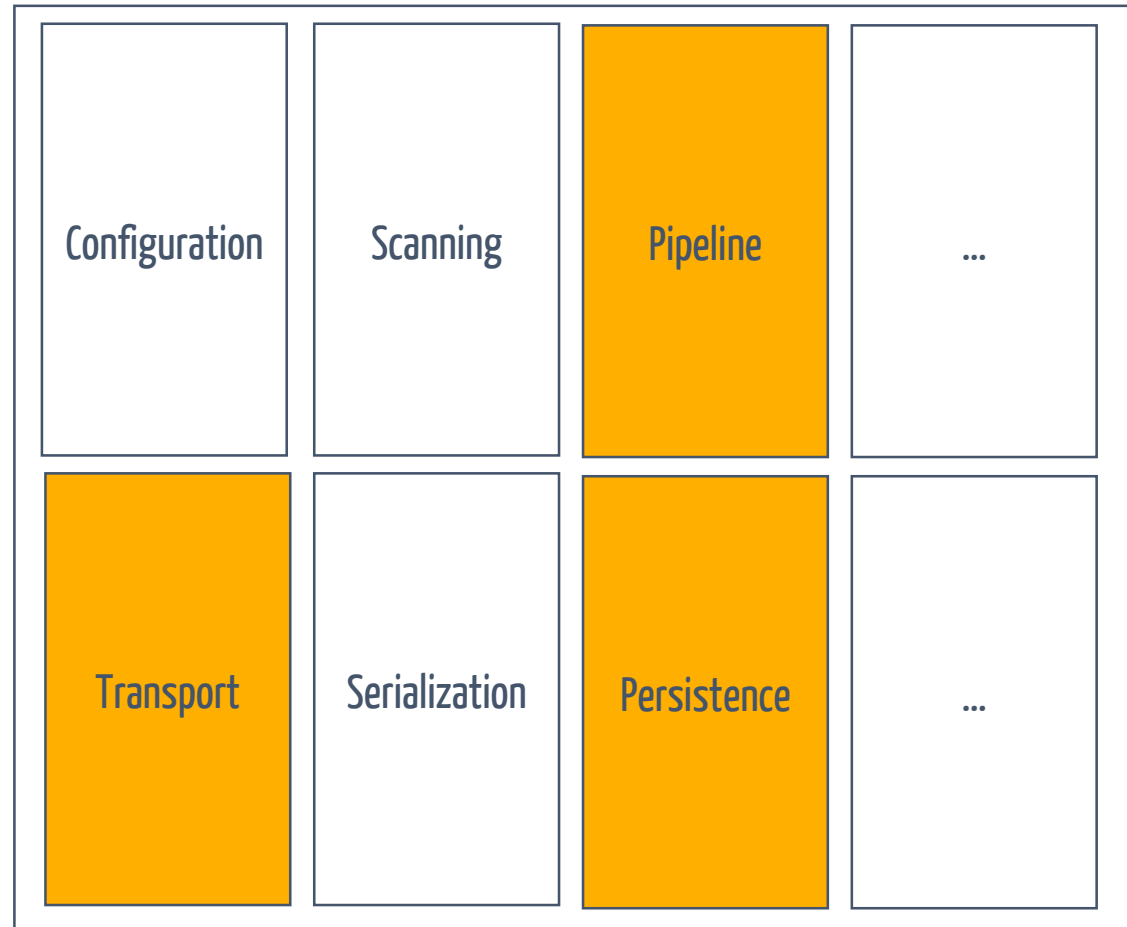 Configuration
Scanning
Pipeline
...
Transport
Serialization
Persistence
...